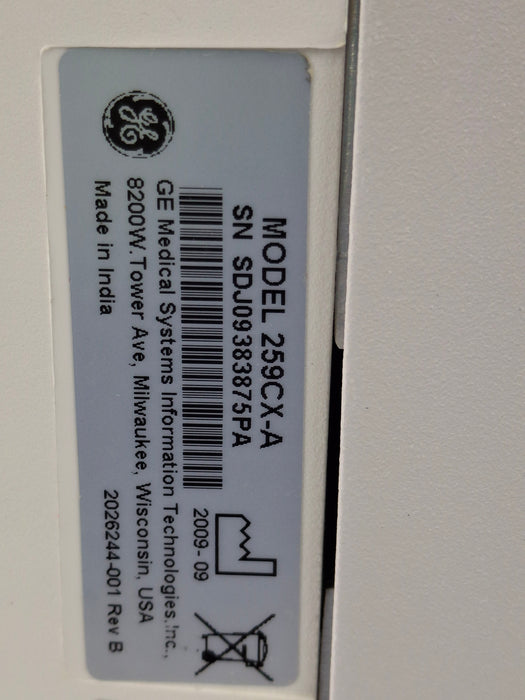 MODEL 259CX-A
SN SDJ09383875PA
2009-09
GE
GE Medical Systems Information Technologies,Inc.,
8200W.Tower Ave, Milwaukee, Wisconsin, USA
Made in India
2026244-001 Rev B